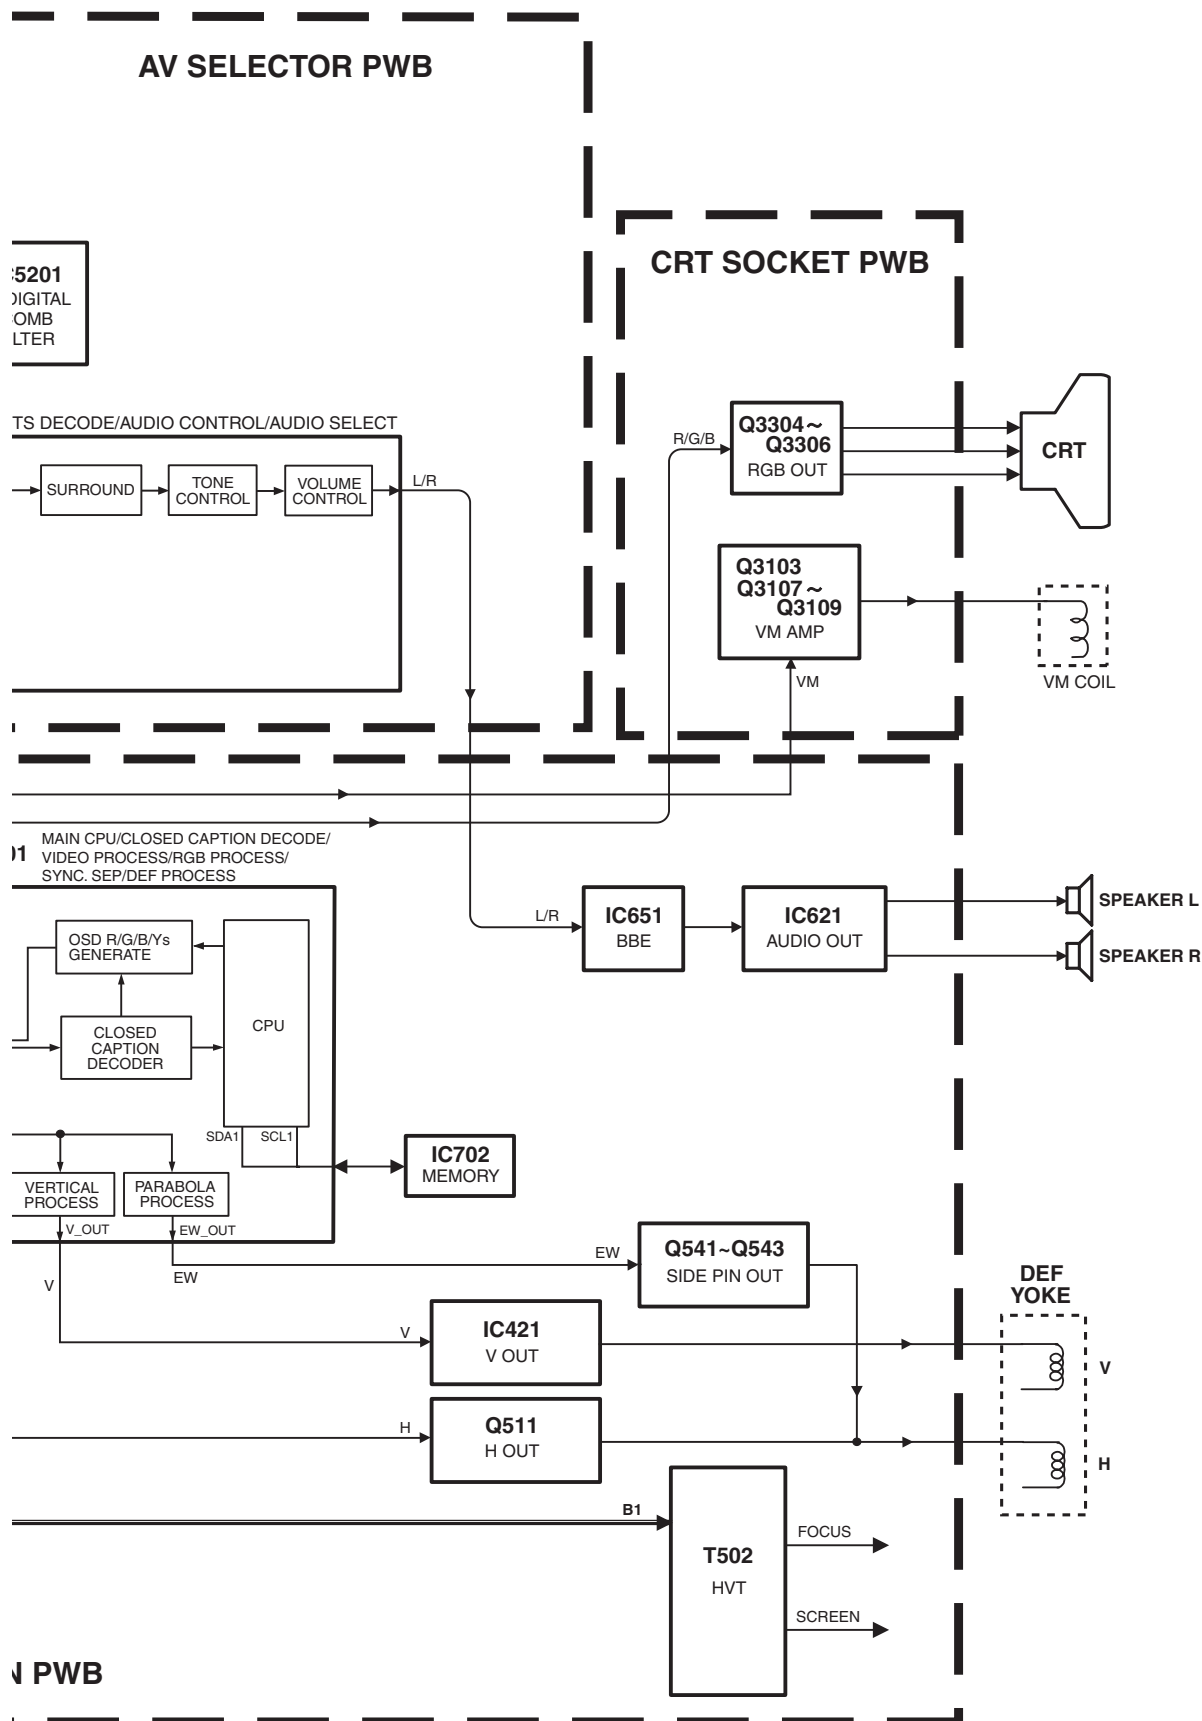 AV SELECTOR PWB
CRT SOCKET PWB
5201
DIGITAL
OMB
LTER
TS DECODE/AUDIO CONTROL/AUDIO SELECT
SURROUND
TONE
CONTROL
VOLUME
CONTROL
L/R
R/G/B
Q3304~
Q3306
RGB OUT
CRT
Q3103
Q3107~
Q3109
VM AMP
VM
VM COIL
01 MAIN CPU/CLOSED CAPTION DECODE/
VIDEO PROCESS/RGB PROCESS/
SYNC. SEP/DEF PROCESS
OSD R/G/B/Ys
GENERATE
CLOSED
CAPTION
DECODER
CPU
SDA1
SCL1
L/R
IC651
BBE
IC621
AUDIO OUT
SPEAKER L
SPEAKER R
IC702
MEMORY
VERTICAL
PROCESS
PARABOLA
PROCESS
V_OUT
EW_OUT
V
EW
EW
Q541~Q543
SIDE PIN OUT
DEF
YOKE
V
IC421
V OUT
V
H
Q511
H OUT
H
B1
T502
HVT
FOCUS
SCREEN
N PWB